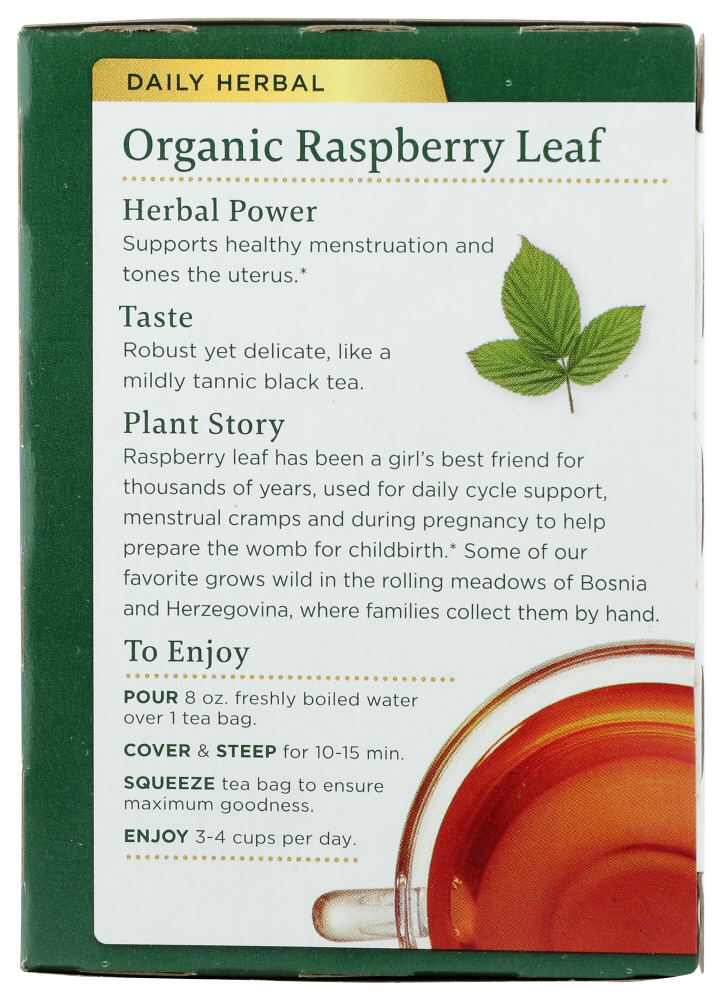 DAILY HERBAL
Organic Raspberry Leaf
Herbal Power
Supports healthy menstruation and
tones the uterus.*
Taste
Robust yet delicate, like a
mildly tannic black tea.
Plant Story
Raspberry leaf has been a girl's best friend for
thousands of years, used for daily cycle support,
menstrual cramps and during pregnancy to help
prepare the womb for childbirth.* Some of our
favorite grows wild in the rolling meadows of Bosnia
and Herzegovina, where families collect them by hand.
To Enjoy
POUR 8 oz. freshly boiled water
over 1 tea bag.
COVER & STEEP for 10-15 min.
SQUEEZE tea bag to ensure
maximum goodness.
ENJOY 3-4 cups per day.